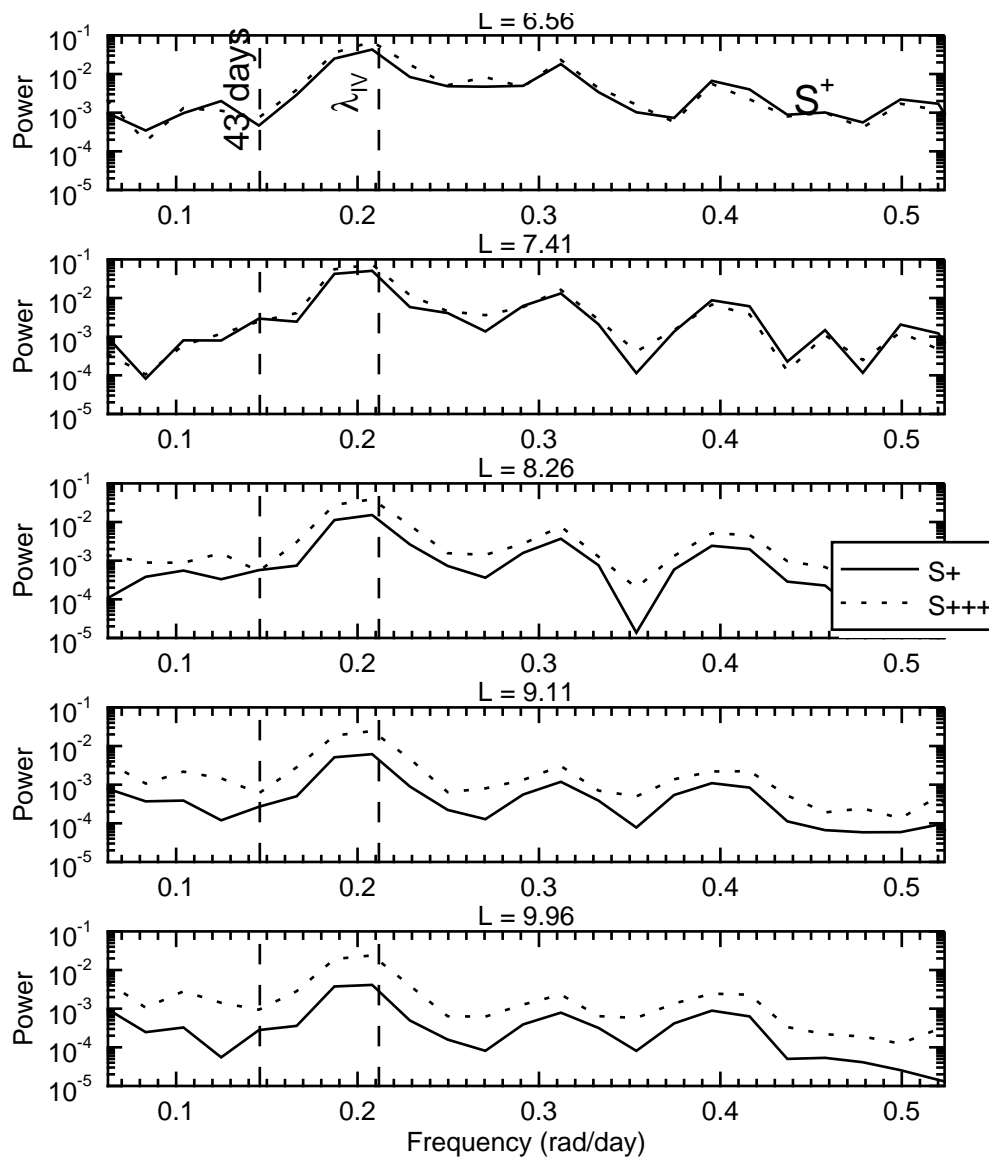 L = 6.56
10⁻¹
10⁻²
10⁻³
10⁻⁴
10⁻⁵
Power
43 days
λIV
S⁺
0.1 0.2 0.3 0.4 0.5
L = 7.41
10⁻¹
10⁻²
10⁻³
10⁻⁴
10⁻⁵
Power
0.1 0.2 0.3 0.4 0.5
L = 8.26
10⁻¹
10⁻²
10⁻³
10⁻⁴
10⁻⁵
Power
S+
S+++
0.1 0.2 0.3 0.4 0.5
L = 9.11
10⁻¹
10⁻²
10⁻³
10⁻⁴
10⁻⁵
Power
0.1 0.2 0.3 0.4 0.5
L = 9.96
10⁻¹
10⁻²
10⁻³
10⁻⁴
10⁻⁵
Power
0.1 0.2 0.3 0.4 0.5
Frequency (rad/day)